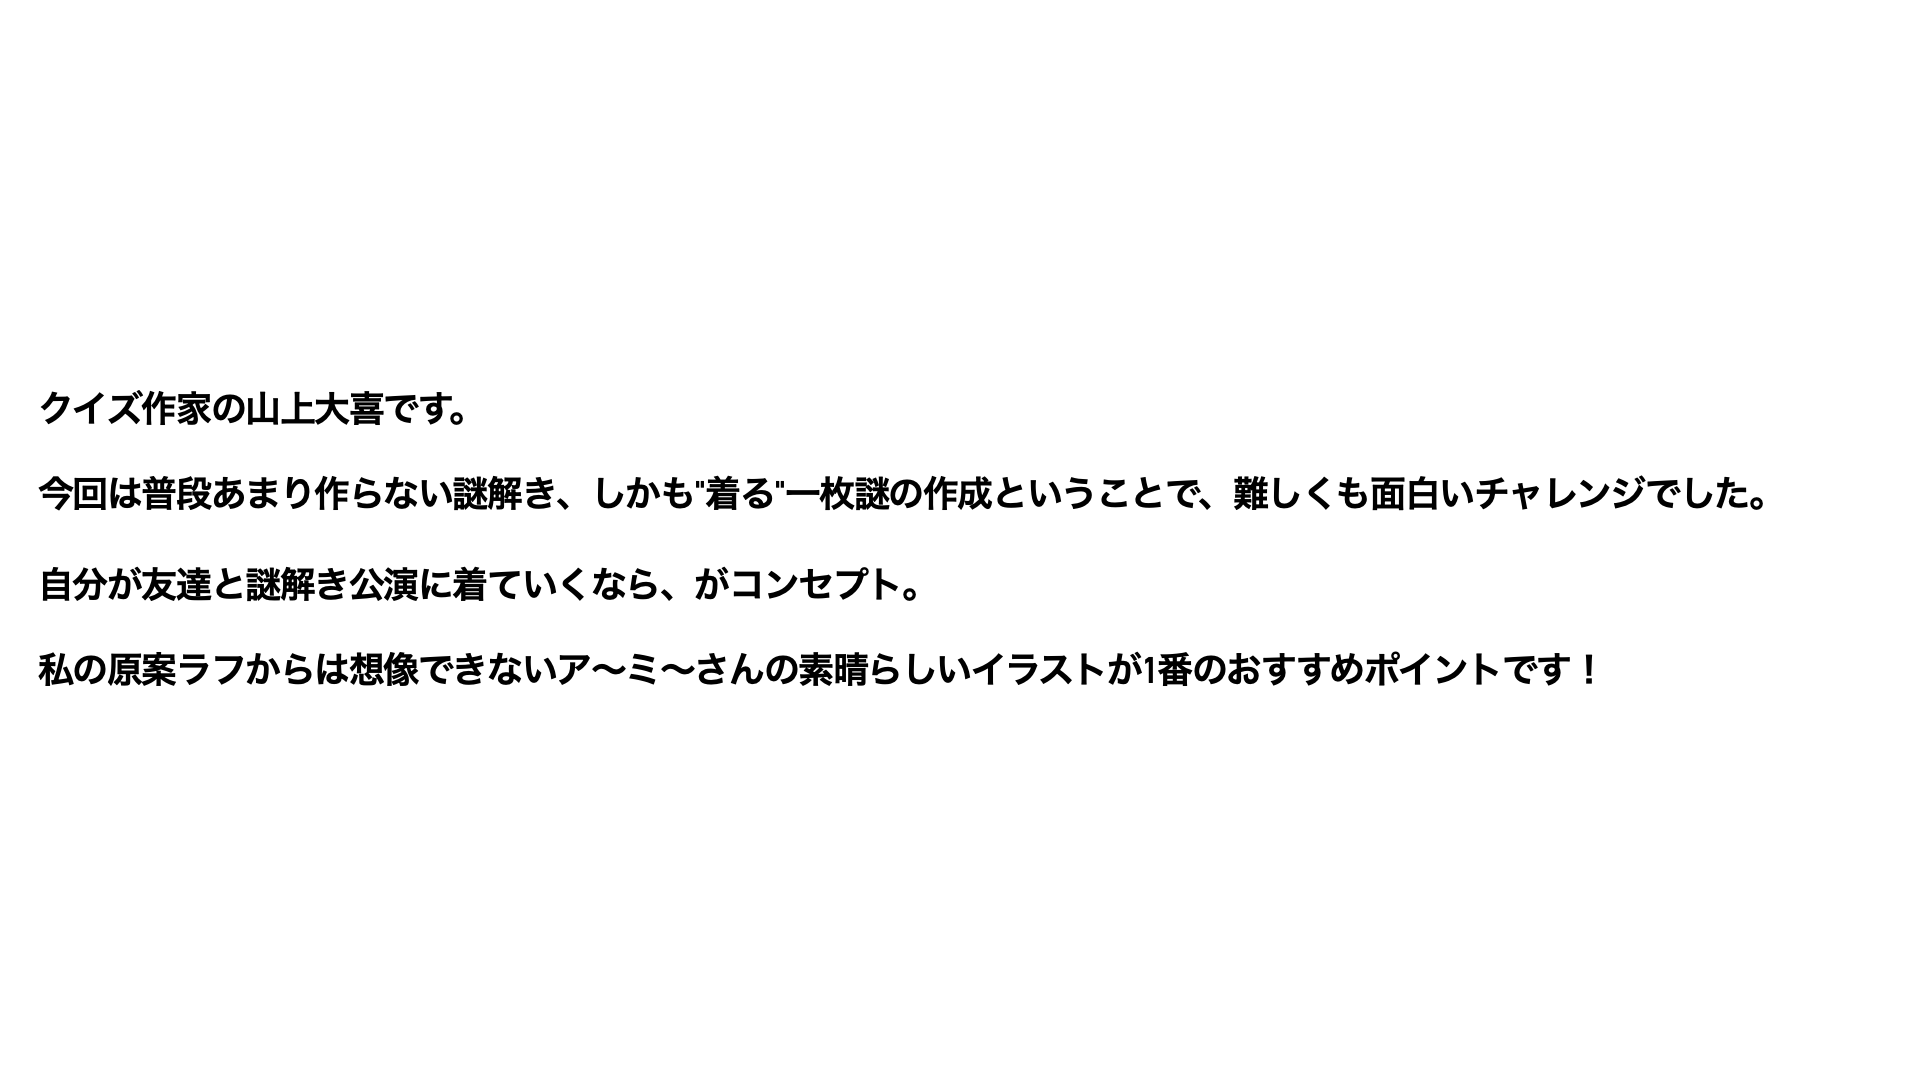 クイズ作家の山上大喜です。
今回は普段あまり作らない謎解き、しかも"着る"一枚謎の作成ということで、難しくも面白いチャレンジでした。
自分が友達と謎解き公演に着ていくなら、がコンセプト。
私の原案ラフからは想像できないア〜ミ〜さんの素晴らしいイラストが1番のおすすめポイントです！